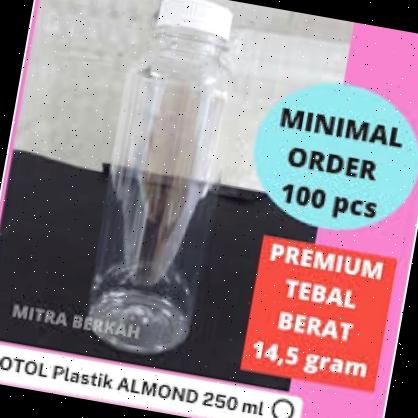 MINIMAL
ORDER
100 pcs
PREMIUM
TEBAL
BERAT
14,5 gram
MITRA BERKAH
OTOL Plastik ALMOND 250 ml